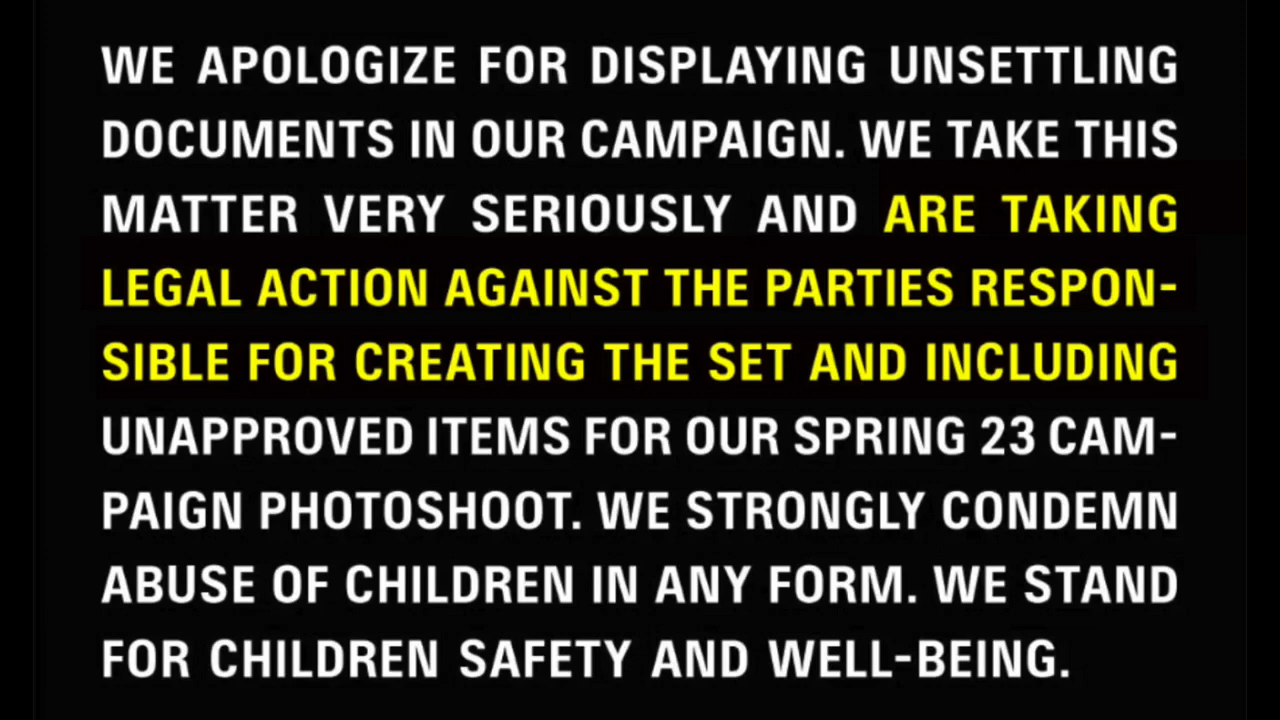 WE APOLOGIZE FOR DISPLAYING UNSETTLING
DOCUMENTS IN OUR CAMPAIGN. WE TAKE THIS
MATTER VERY SERIOUSLY AND ARE TAKING
LEGAL ACTION AGAINST THE PARTIES RESPON-
SIBLE FOR CREATING THE SET AND INCLUDING
UNAPPROVED ITEMS FOR OUR SPRING 23 CAM-
PAIGN PHOTOSHOOT. WE STRONGLY CONDEMN
ABUSE OF CHILDREN IN ANY FORM. WE STAND
FOR CHILDREN SAFETY AND WELL-BEING.